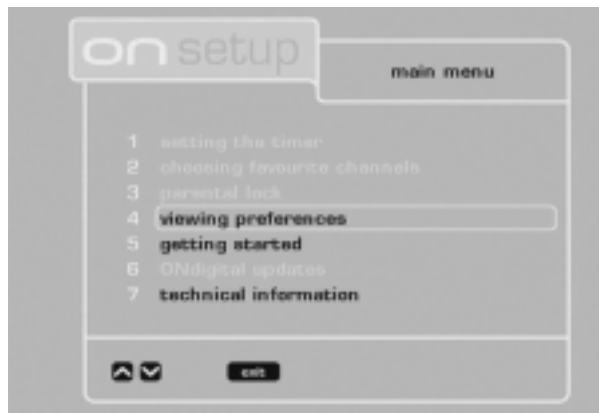 on setup
main menu
1 setting the timer
2 choosing favourite channels
3 parental lock
4 viewing preferences
5 getting started
6 ONdigital updates
7 technical information
exit